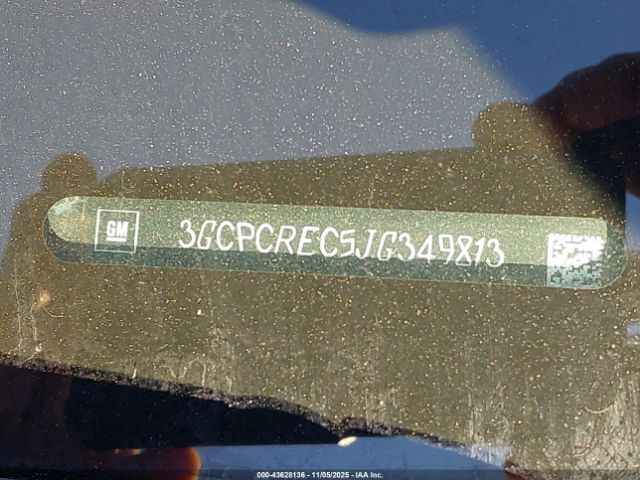 GM 3GCPCREC5JG349813
000-43628136 - 11/05/2025 - IAA Inc.